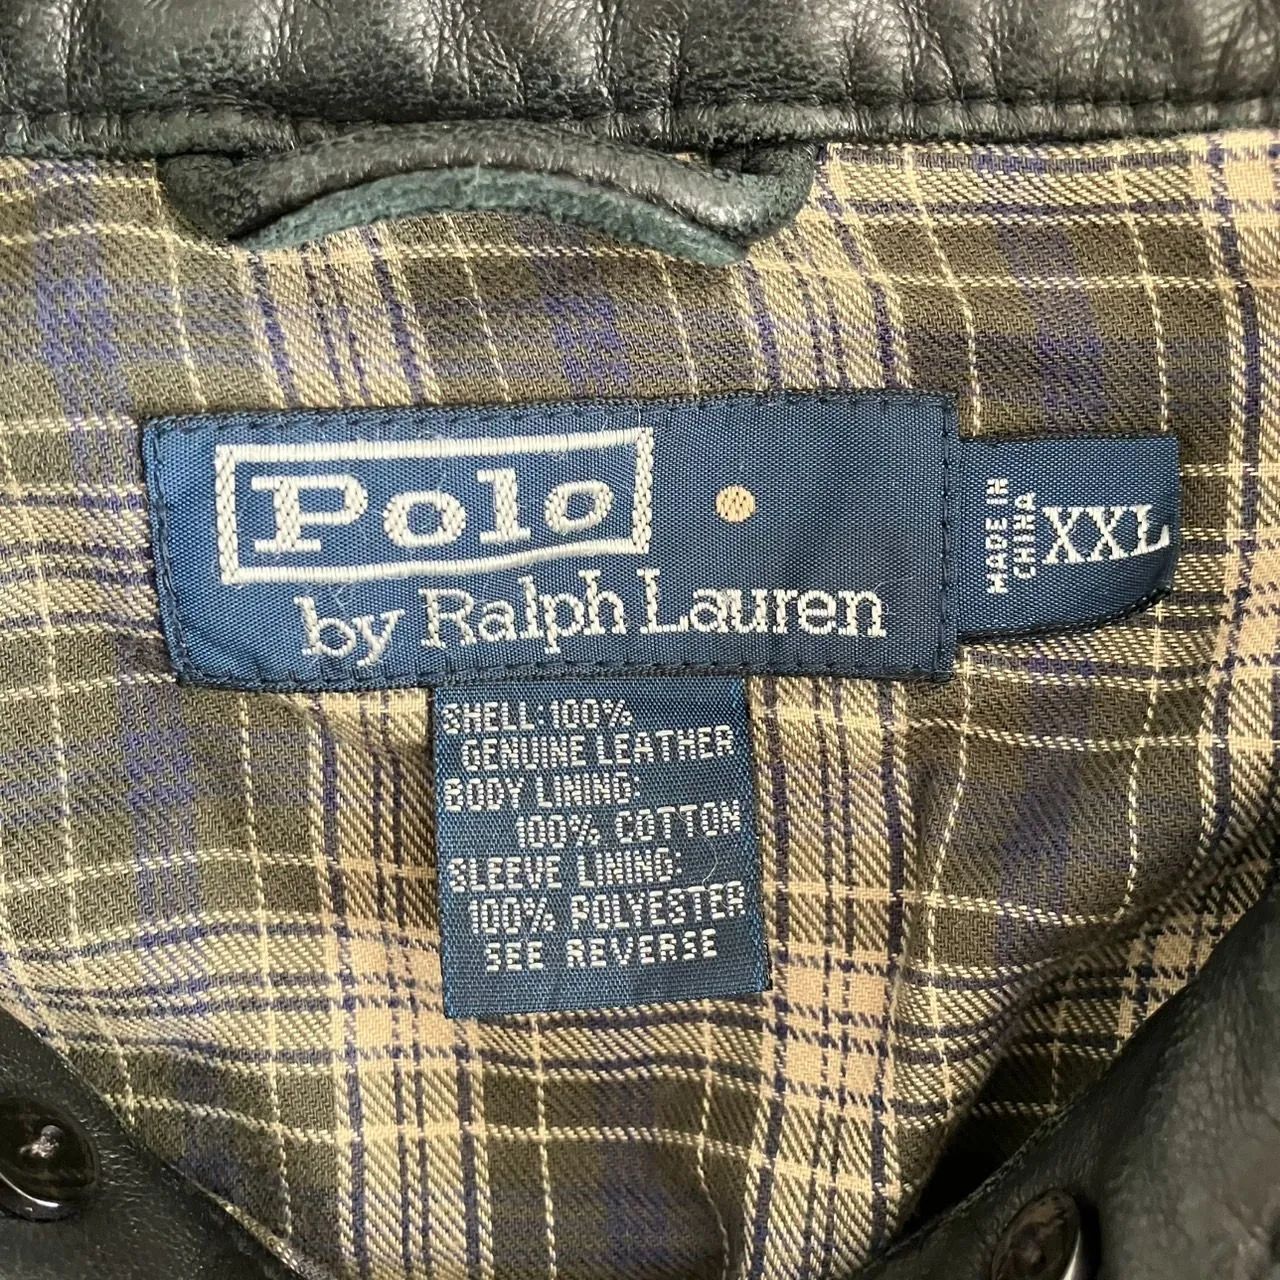 Polo
by Ralph Lauren
MADE IN
CHINA
XXL
SHELL: 100%
GENUINE LEATHER
BODY LINING:
100% COTTON
SLEEVE LINING:
100% POLYESTER
SEE REVERSE